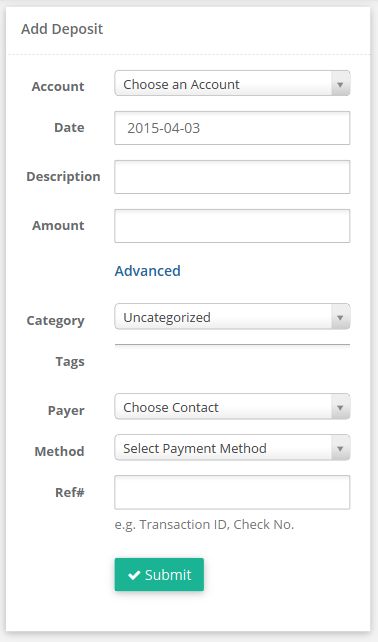 Add Deposit
Account Choose an Account
Date 2015-04-03
Description
Amount
Advanced
Category Uncategorized
Tags
Payer Choose Contact
Method Select Payment Method
Ref#
e.g. Transaction ID, Check No.
Submit